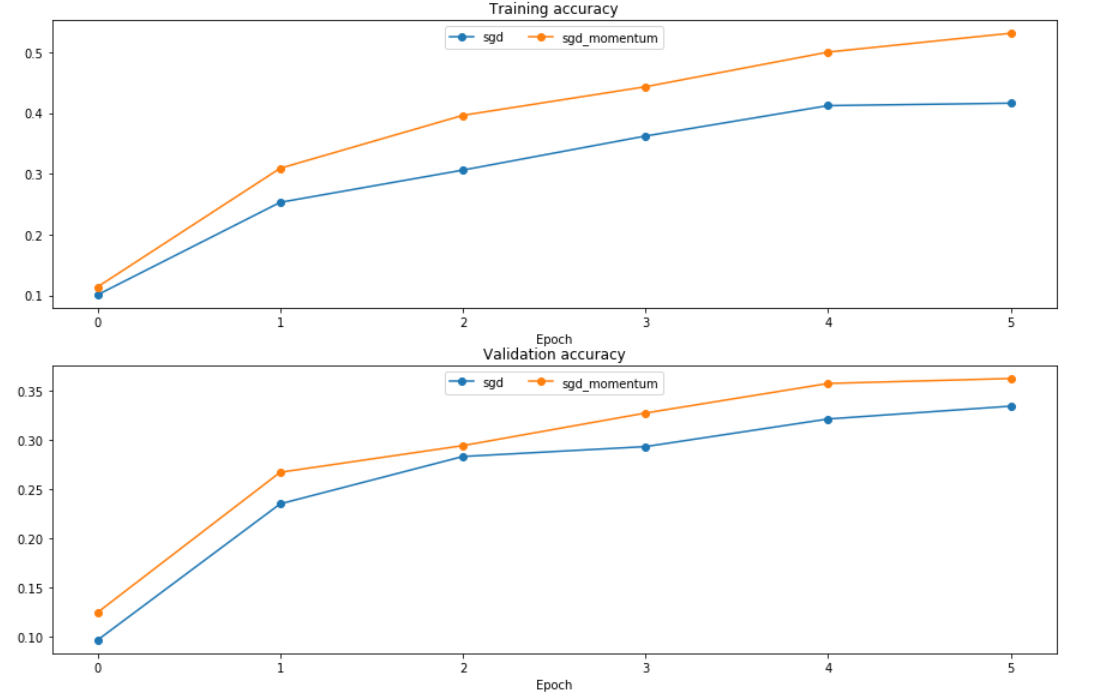 Training accuracy
sgd sgd_momentum
0.5
0.4
0.3
0.2
0.1
0 1 2 3 4 5
Epoch
Validation accuracy
sgd sgd_momentum
0.35
0.30
0.25
0.20
0.15
0.10
0 1 2 3 4 5
Epoch